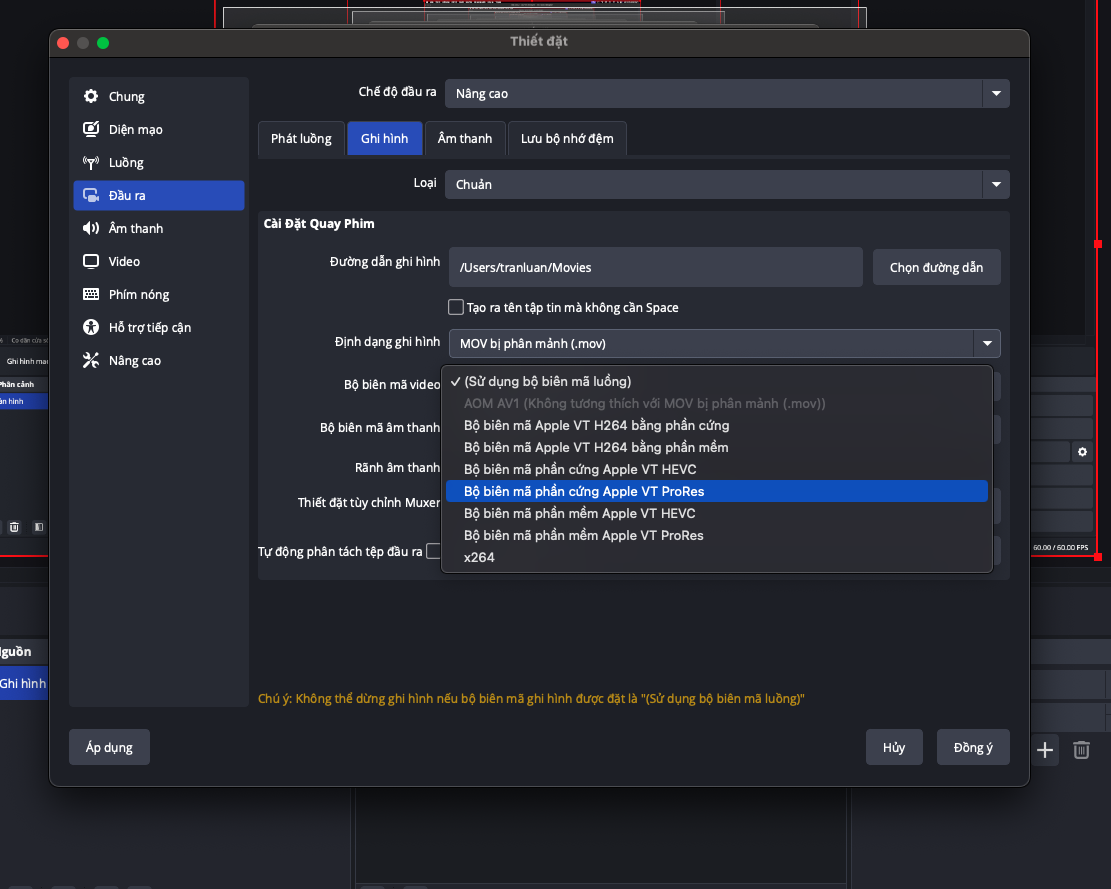 Thiết đặt
Chung
Diện mạo
Luồng
Đầu ra
Âm thanh
Video
Phím nóng
Hỗ trợ tiếp cận
Nâng cao
Chế độ đầu ra
Nâng cao
Phát luồng
Ghi hình
Âm thanh
Lưu bộ nhớ đệm
Loại
Chuẩn
Cài Đặt Quay Phim
Đường dẫn ghi hình
/Users/tranluan/Movies
Chọn đường dẫn
Tạo ra tên tập tin mà không cần Space
Định dạng ghi hình
MOV bị phân mảnh (.mov)
Bộ biên mã video
✓ (Sử dụng bộ biên mã luồng)
AOM AV1 (Không tương thích với MOV bị phân mảnh (.mov))
Bộ biên mã Apple VT H264 bằng phần cứng
Bộ biên mã Apple VT H264 bằng phần mềm
Bộ biên mã phần cứng Apple VT HEVC
Bộ biên mã phần cứng Apple VT ProRes
Bộ biên mã phần mềm Apple VT HEVC
Bộ biên mã phần mềm Apple VT ProRes
x264
Bộ biên mã âm thanh
Rãnh âm thanh
Thiết đặt tùy chỉnh Muxer
Tự động phân tách tệp đầu ra
Chú ý: Không thể dừng ghi hình nếu bộ biên mã ghi hình được đặt là "(Sử dụng bộ biên mã luồng)"
Áp dụng
Hủy
Đồng ý
Ghi hình
60.00 / 60.00 FPS